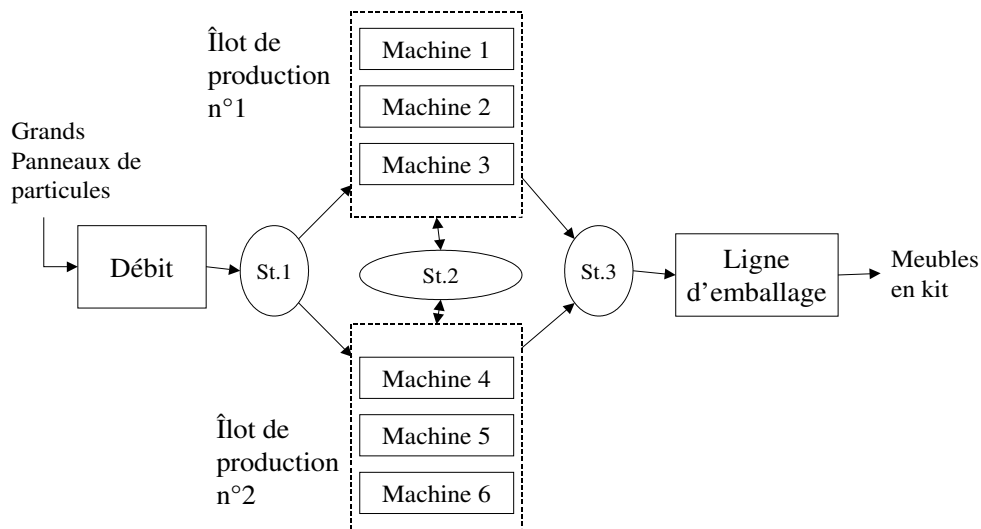 Îlot de
production
n°1
Machine 1
Machine 2
Machine 3
Grands
Panneaux de
particules
Débit
St.1
St.2
St.3
Ligne
d'emballage
Meubles
en kit
Îlot de
production
n°2
Machine 4
Machine 5
Machine 6